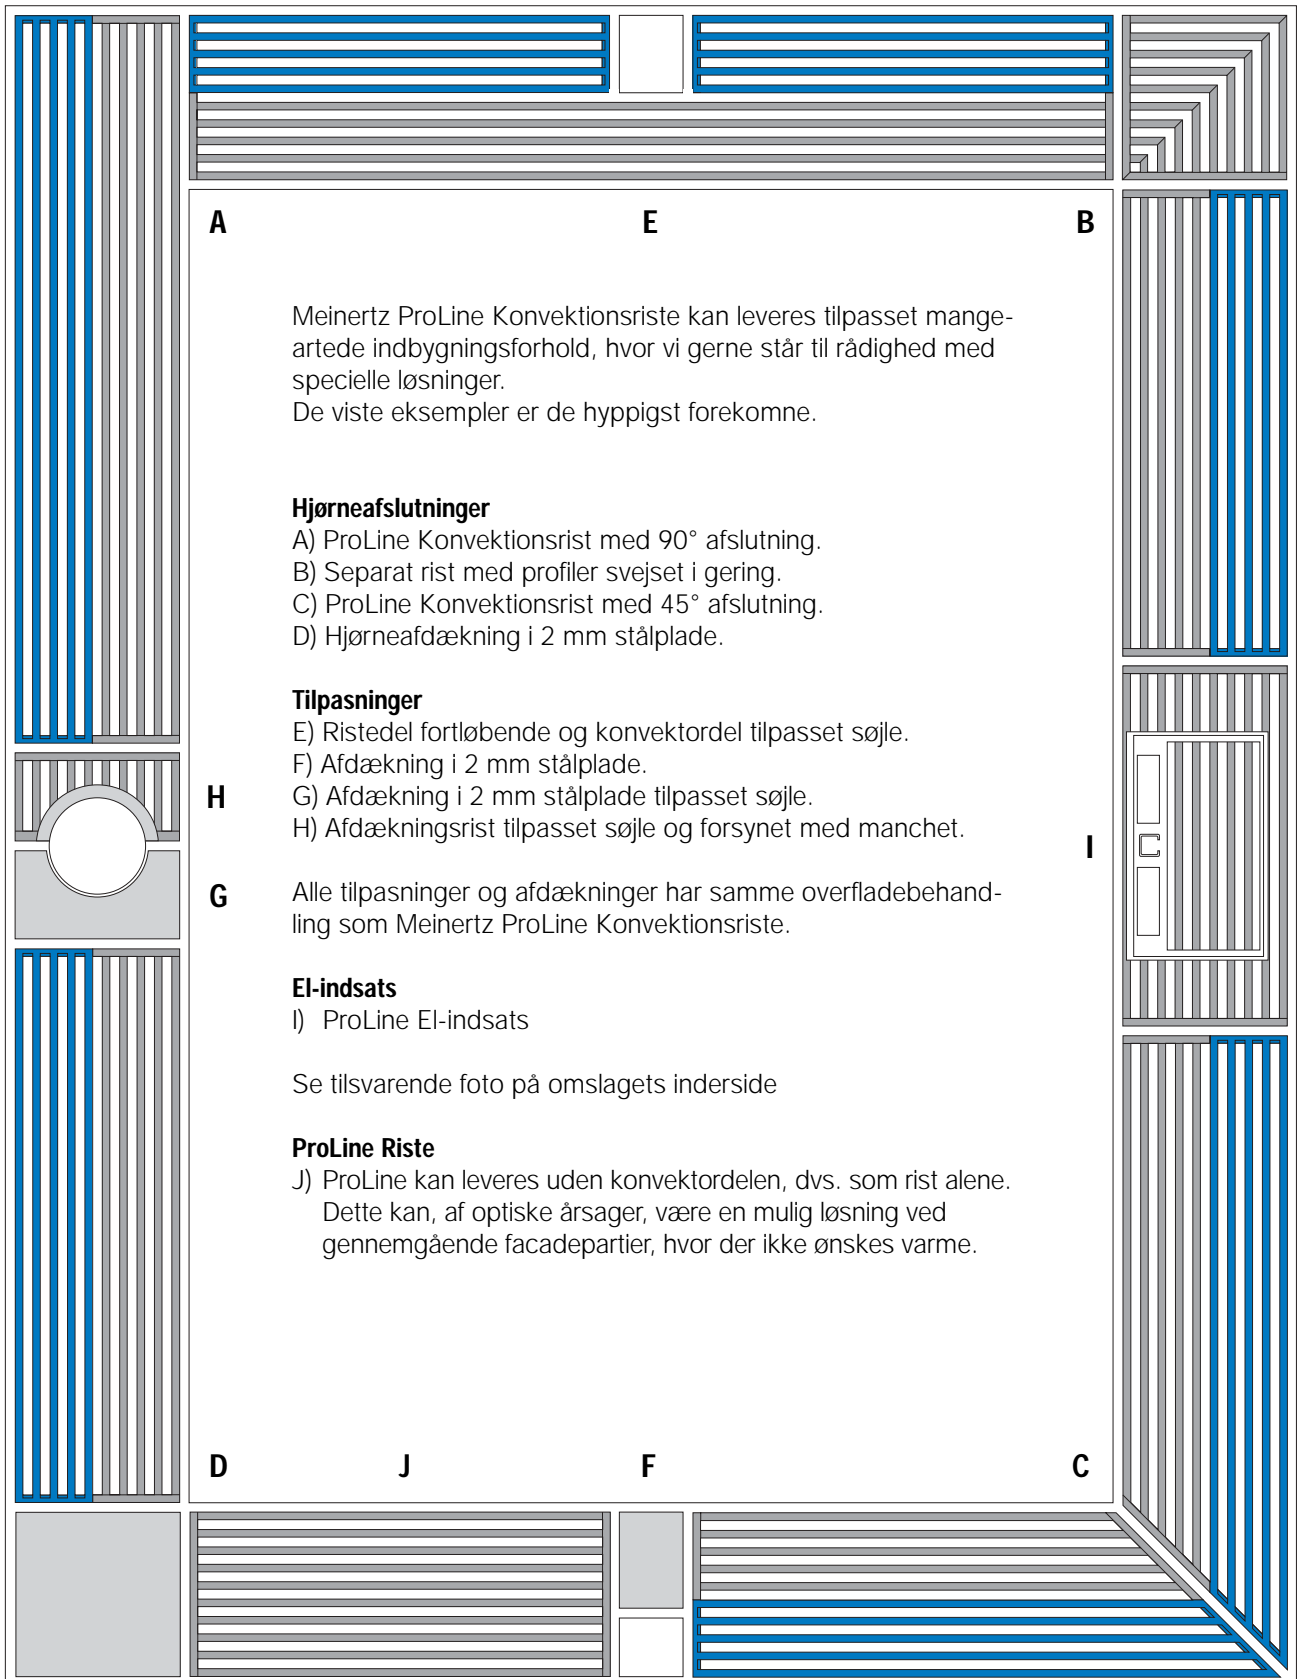 A E B
Meinertz ProLine Konvektionsriste kan leveres tilpasset mange-
artede indbygningsforhold, hvor vi gerne står til rådighed med
specielle løsninger.
De viste eksempler er de hyppigst forekomne.
Hjørneafslutninger
A) ProLine Konvektionsrist med 90° afslutning.
B) Separat rist med profiler svejset i gering.
C) ProLine Konvektionsrist med 45° afslutning.
D) Hjørneafdækning i 2 mm stålplade.
Tilpasninger
E) Ristedel fortløbende og konvektordel tilpasset søjle.
F) Afdækning i 2 mm stålplade.
H
G) Afdækning i 2 mm stålplade tilpasset søjle.
H) Afdækningsrist tilpasset søjle og forsynet med manchet.
I
G
Alle tilpasninger og afdækninger har samme overfladebehand-
ling som Meinertz ProLine Konvektionsriste.
El-indsats
I) ProLine El-indsats
Se tilsvarende foto på omslagets inderside
ProLine Riste
J) ProLine kan leveres uden konvektordelen, dvs. som rist alene.
Dette kan, af optiske årsager, være en mulig løsning ved
gennemgående facadepartier, hvor der ikke ønskes varme.
D J F C